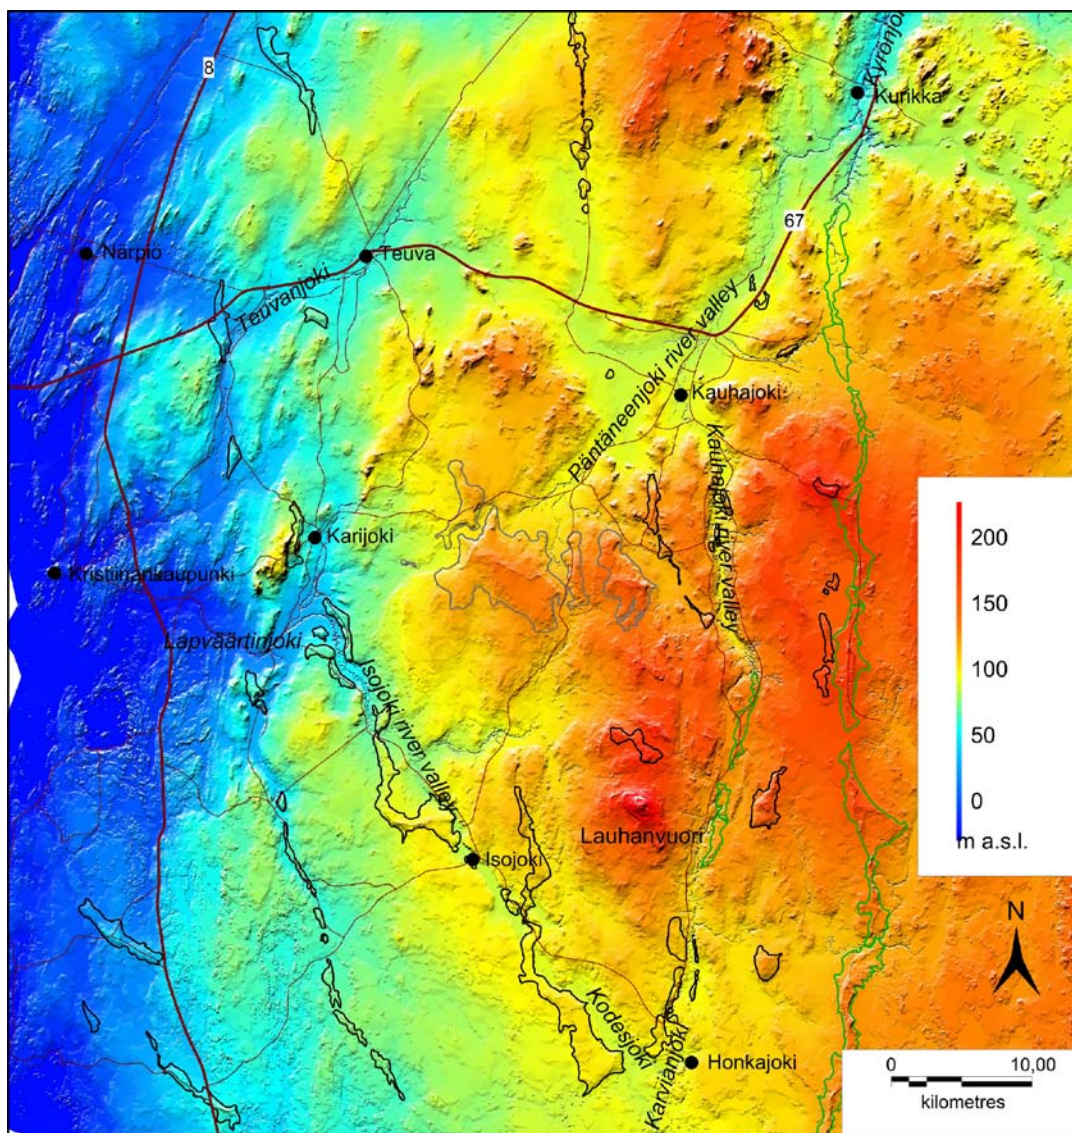 Kyrönjoki
8
Kurikka
67
Närpiö
Teuva
Teuvanjoki
Päntäneenjoki river valley
Kauhajoki
Kauhajoki river valley
200
Karijoki
Kristiinankaupunki
150
Lapväärtinjoki
100
Isojoki river valley
50
0
Lauhanvuori
m a.s.l.
Isojoki
N
Kodesjoki
Karvianjoki
Honkajoki
0 10,00
kilometres